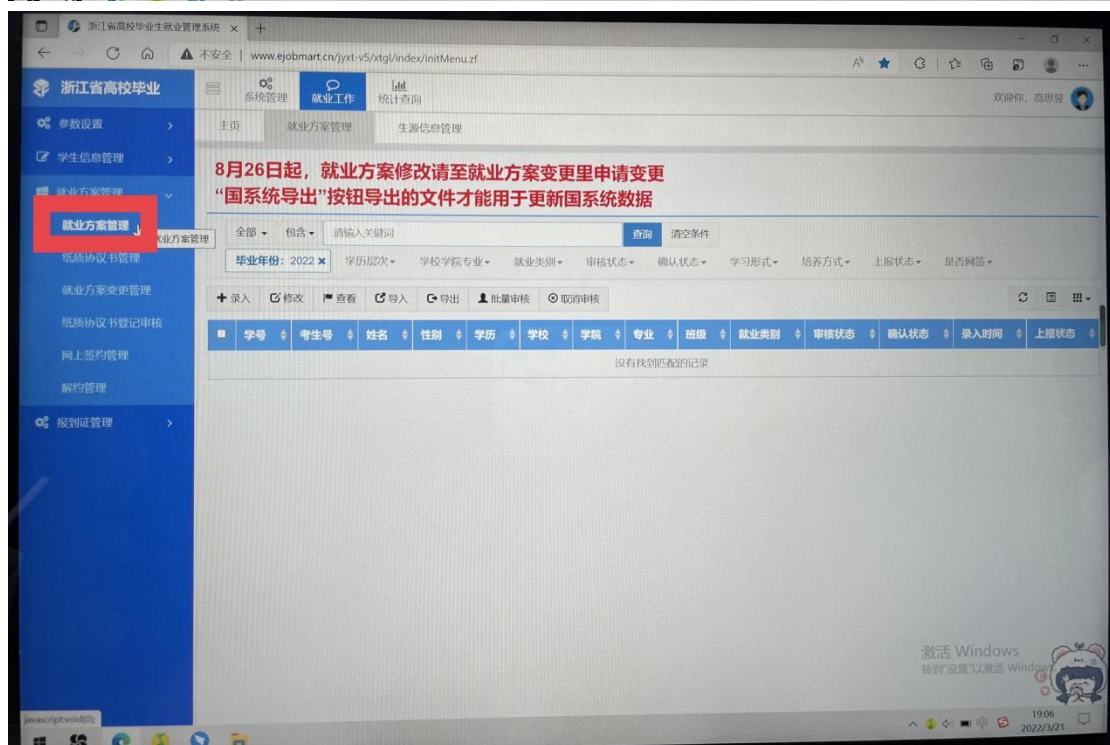 浙江省高校毕业生就业管理系统
不安全 | www.ejobmart.cn/jyxt-v5/xtgl/index/initMenu.zf
浙江省高校毕业
系统管理 就业工作 统计查询
欢迎你，高思昱
参数设置
主页 就业方案管理 生源信息管理
学生信息管理
8月26日起，就业方案修改请至就业方案变更里申请变更
“国系统导出”按钮导出的文件才能用于更新国系统数据
就业方案管理
就业方案管理
就业方案管理
全部 包含 请输入关键词 查询 清空条件
毕业年份：2022 × 学历层次 学校学院专业 就业类别 审核状态 确认状态 学习形式 培养方式 上报状态 是否网签
纸质协议书管理
就业方案变更管理
录入 修改 查看 导入 导出 批量审核 取消审核
纸质协议书登记审核
学号 考生号 姓名 性别 学历 学校 学院 专业 班级 就业类别 审核状态 确认状态 录入时间 上报状态
网上签约管理
没有找到匹配的记录
解约管理
报到证管理
激活 Windows
转到"设置"以激活 Windows
javascript:void(0);
19:06
2022/3/21